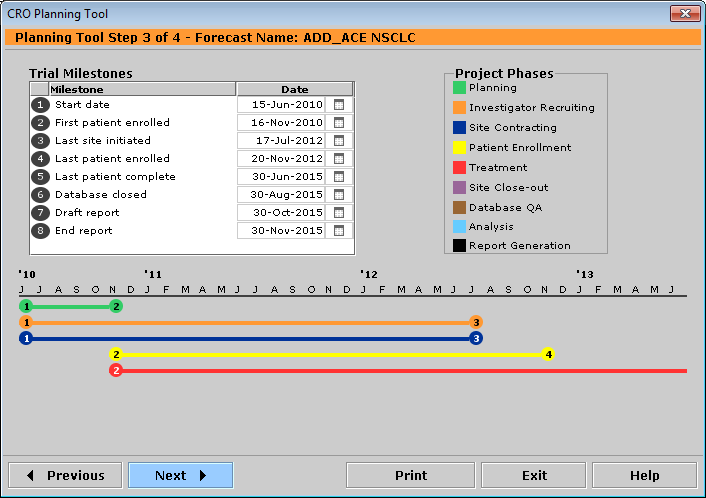 CRO Planning Tool
Planning Tool Step 3 of 4 - Forecast Name: ADD_ACE NSCLC
Trial Milestones
Milestone Date
1 Start date 15-Jun-2010
2 First patient enrolled 16-Nov-2010
3 Last site initiated 17-Jul-2012
4 Last patient enrolled 20-Nov-2012
5 Last patient complete 30-Jun-2015
6 Database closed 30-Aug-2015
7 Draft report 30-Oct-2015
8 End report 30-Nov-2015
Project Phases
Planning
Investigator Recruiting
Site Contracting
Patient Enrollment
Treatment
Site Close-out
Database QA
Analysis
Report Generation
'10 '11 '12 '13
J J A S O N D J F M A M J J A S O N D J F M A M J J A S O N D J F M A M J
1 2
1 3
1 3
2 4
2
Previous Next Print Exit Help